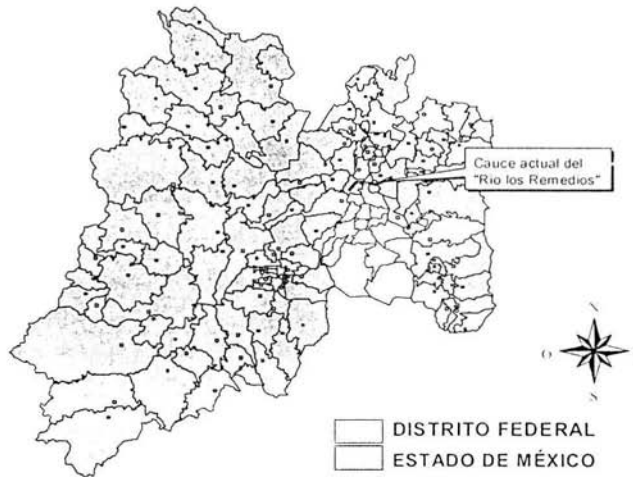 Cauce actual del
"Rio los Remedios"
N
O
S
DISTRITO FEDERAL
ESTADO DE MÉXICO